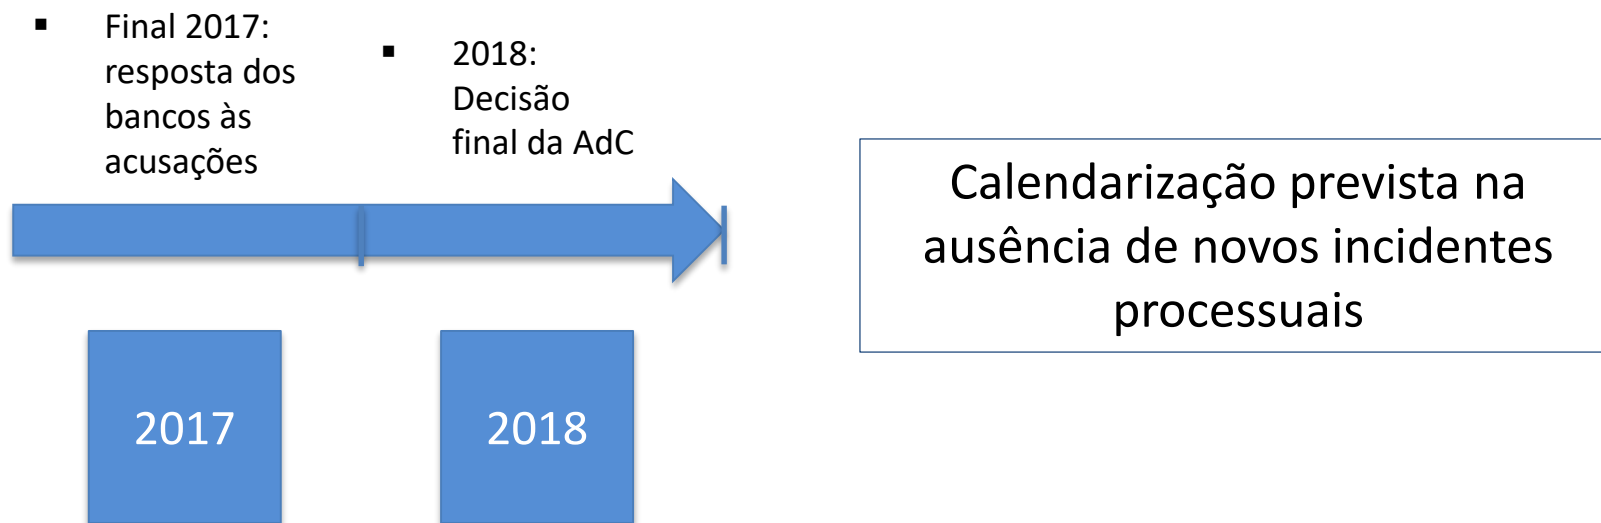 ▪ Final 2017:
resposta dos
bancos às
acusações
▪ 2018:
Decisão
final da AdC
Calendarização prevista na
ausência de novos incidentes
processuais
2017
2018